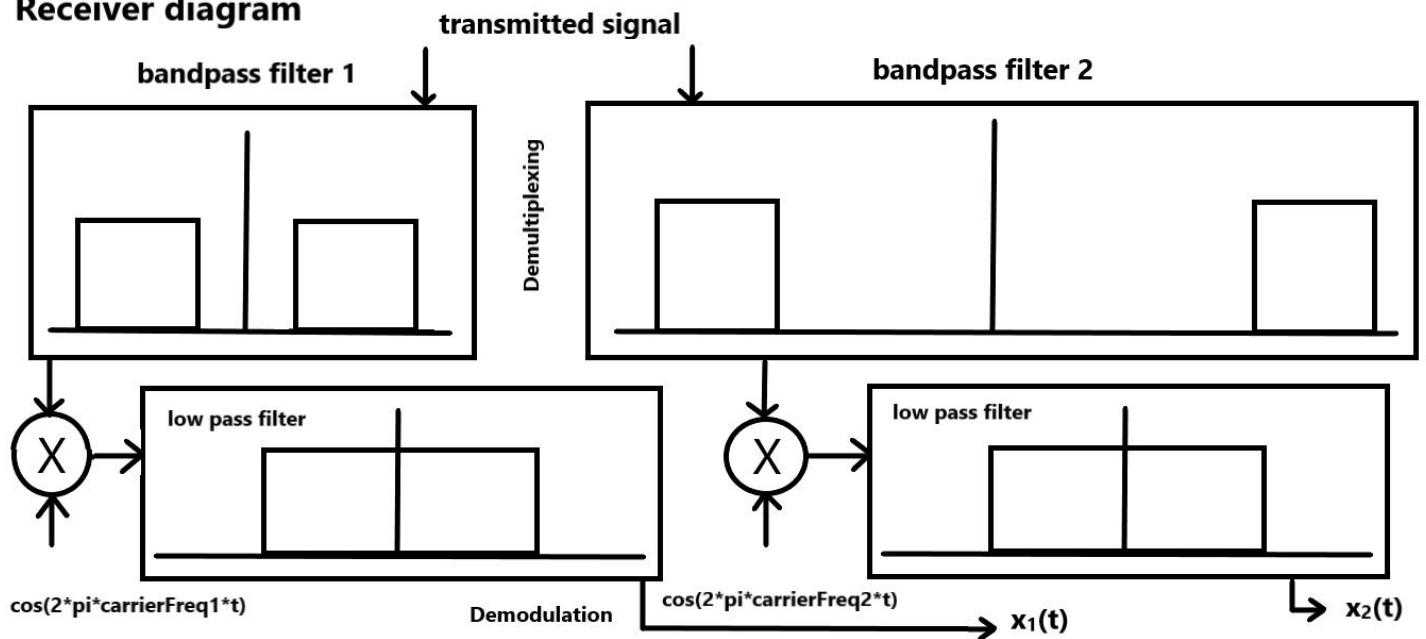 Receiver diagram
transmitted signal
bandpass filter 1
bandpass filter 2
Demultiplexing
low pass filter
low pass filter
X
X
cos(2*pi*carrierFreq1*t)
Demodulation
cos(2*pi*carrierFreq2*t)
x₁(t)
x₂(t)